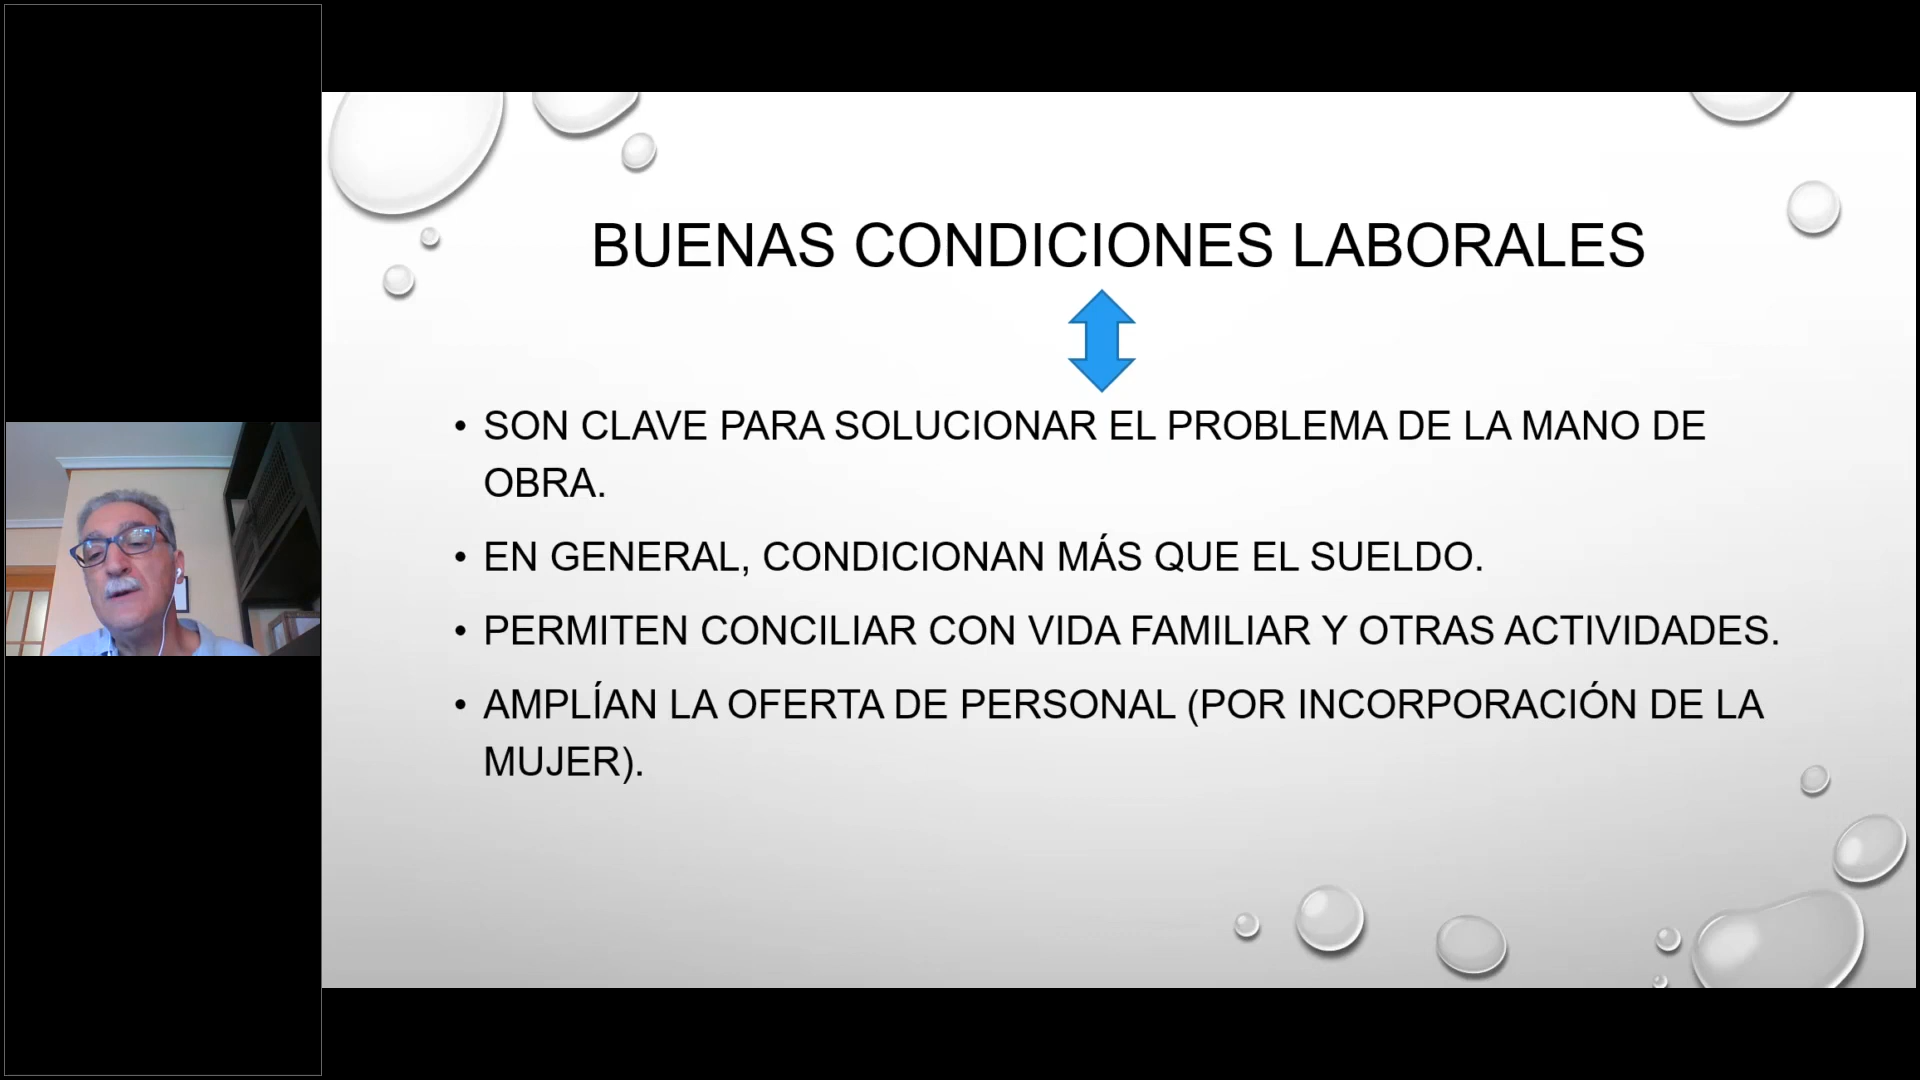 BUENAS CONDICIONES LABORALES
• SON CLAVE PARA SOLUCIONAR EL PROBLEMA DE LA MANO DE
OBRA.
• EN GENERAL, CONDICIONAN MÁS QUE EL SUELDO.
• PERMITEN CONCILIAR CON VIDA FAMILIAR Y OTRAS ACTIVIDADES.
• AMPLÍAN LA OFERTA DE PERSONAL (POR INCORPORACIÓN DE LA
MUJER).